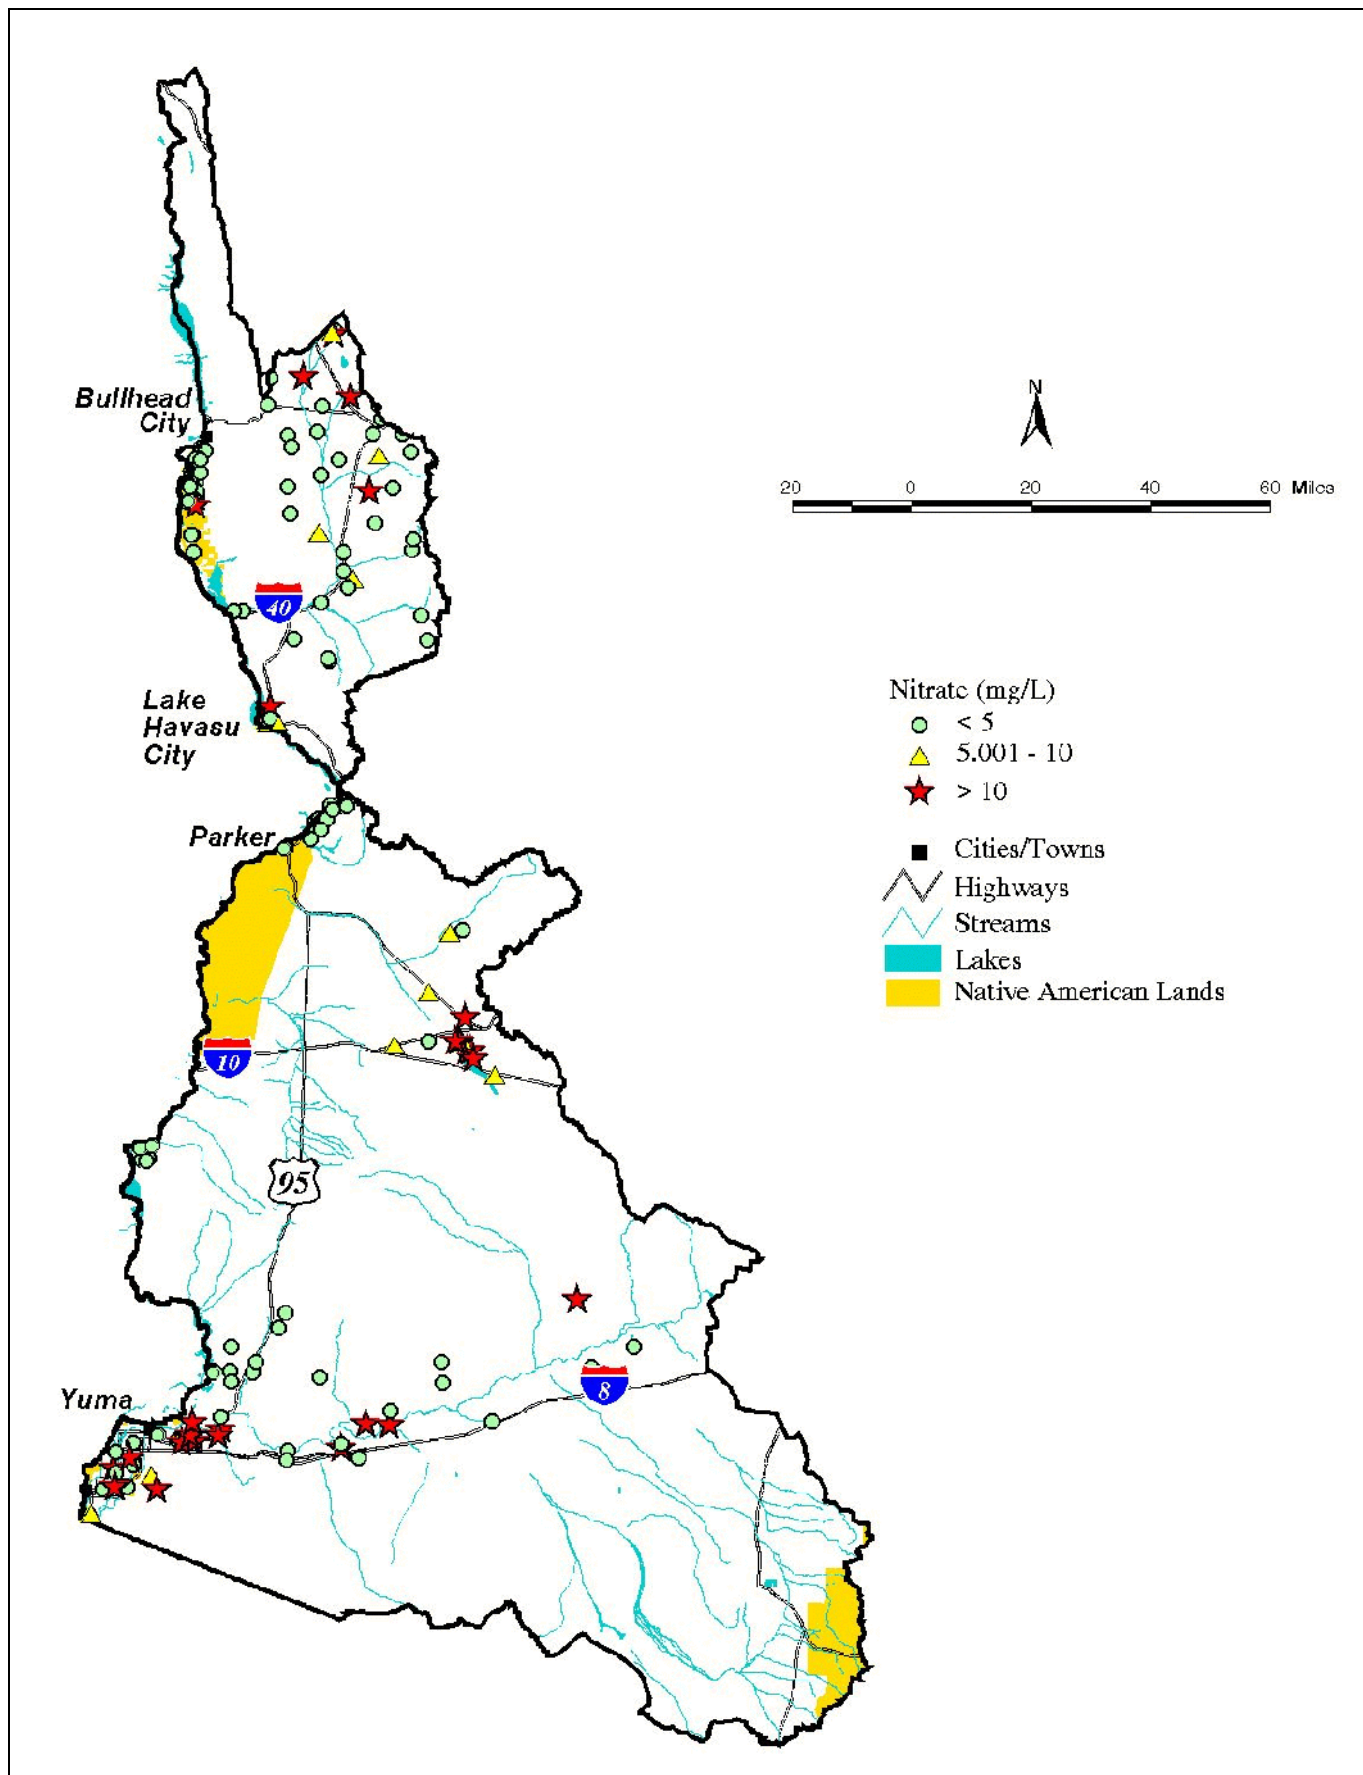 Bullhead
City
N
20 0 20 40 60 Miles
40
Lake
Havasu
City
Nitrate (mg/L)
< 5
5.001 - 10
> 10
Parker
Cities/Towns
Highways
Streams
Lakes
Native American Lands
10
95
8
Yuma